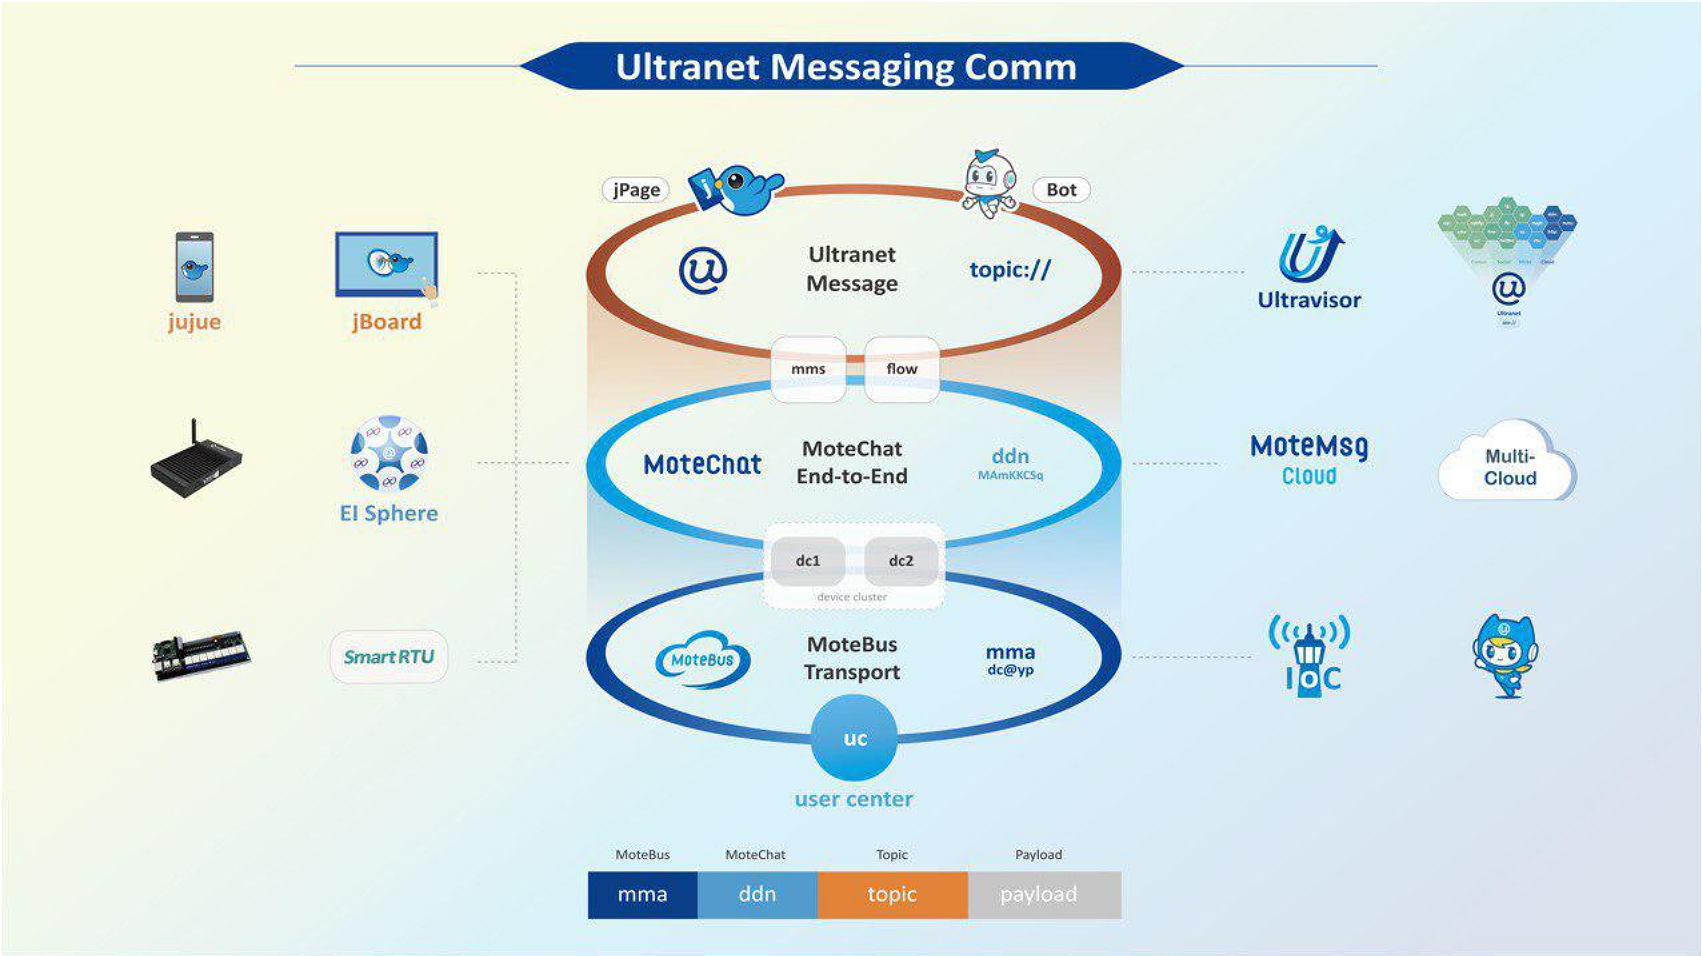 Ultranet Messaging Comm
jPage
j
Bot
@
Ultranet
Message
topic://
jujue
jBoard
Ultravisor
Ultranet
mms
flow
MoteChat
MoteChat
End-to-End
ddn
MAmKKCSq
EI Sphere
MoteMsg
Cloud
Multi-
Cloud
dc1
dc2
device cluster
MoteBus
MoteBus
Transport
mma
dc@yp
Smart RTU
IoC
uc
user center
MoteBus
MoteChat
Topic
Payload
mma
ddn
topic
payload